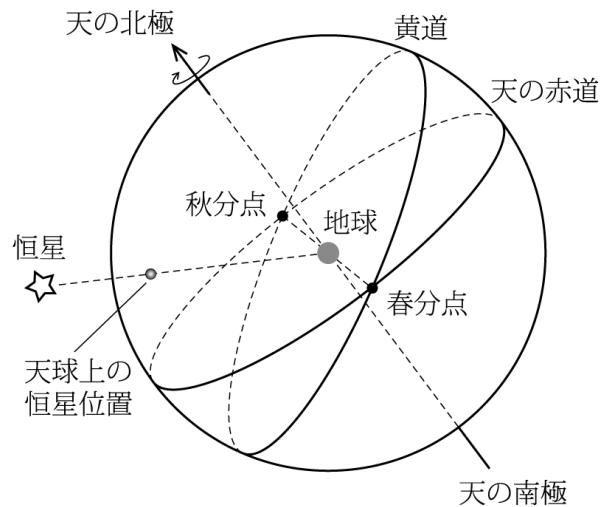 天の北極
黄道
天の赤道
秋分点
地球
恒星
春分点
天球上の
恒星位置
天の南極